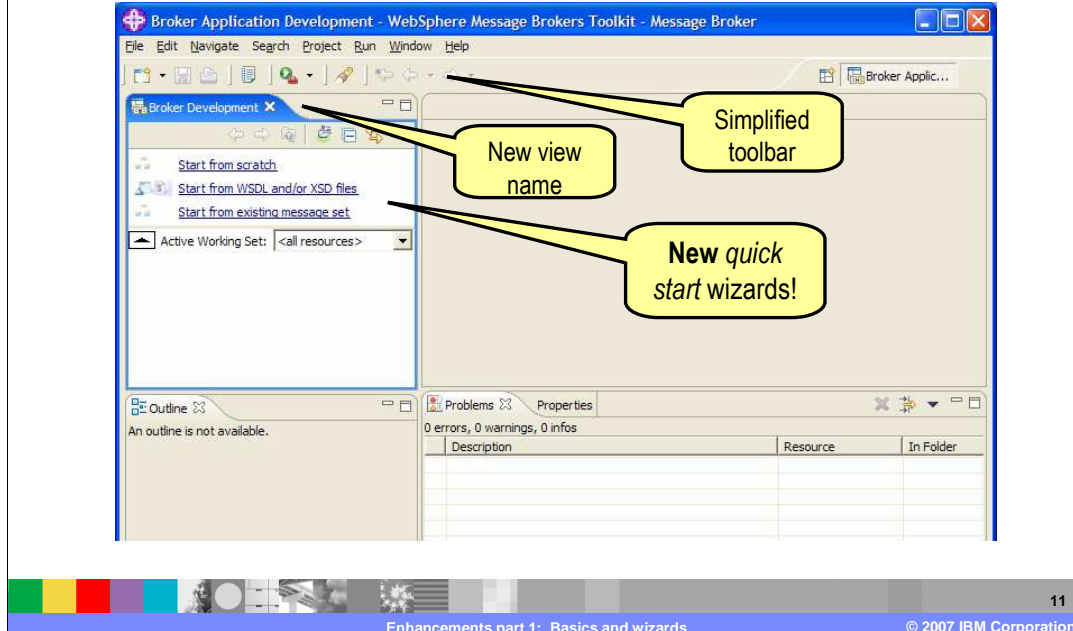 Broker Application Development - WebSphere Message Brokers Toolkit - Message Broker
File Edit Navigate Search Project Run Window Help
Broker Applic...
Broker Development
Simplified
toolbar
New view
name
Start from scratch
Start from WSDL and/or XSD files
Start from existing message set
Active Working Set: <all resources>
New quick
start wizards!
Outline
An outline is not available.
Problems Properties
0 errors, 0 warnings, 0 infos
Description Resource In Folder
11
Enhancements part 1: Basics and wizards
© 2007 IBM Corporation